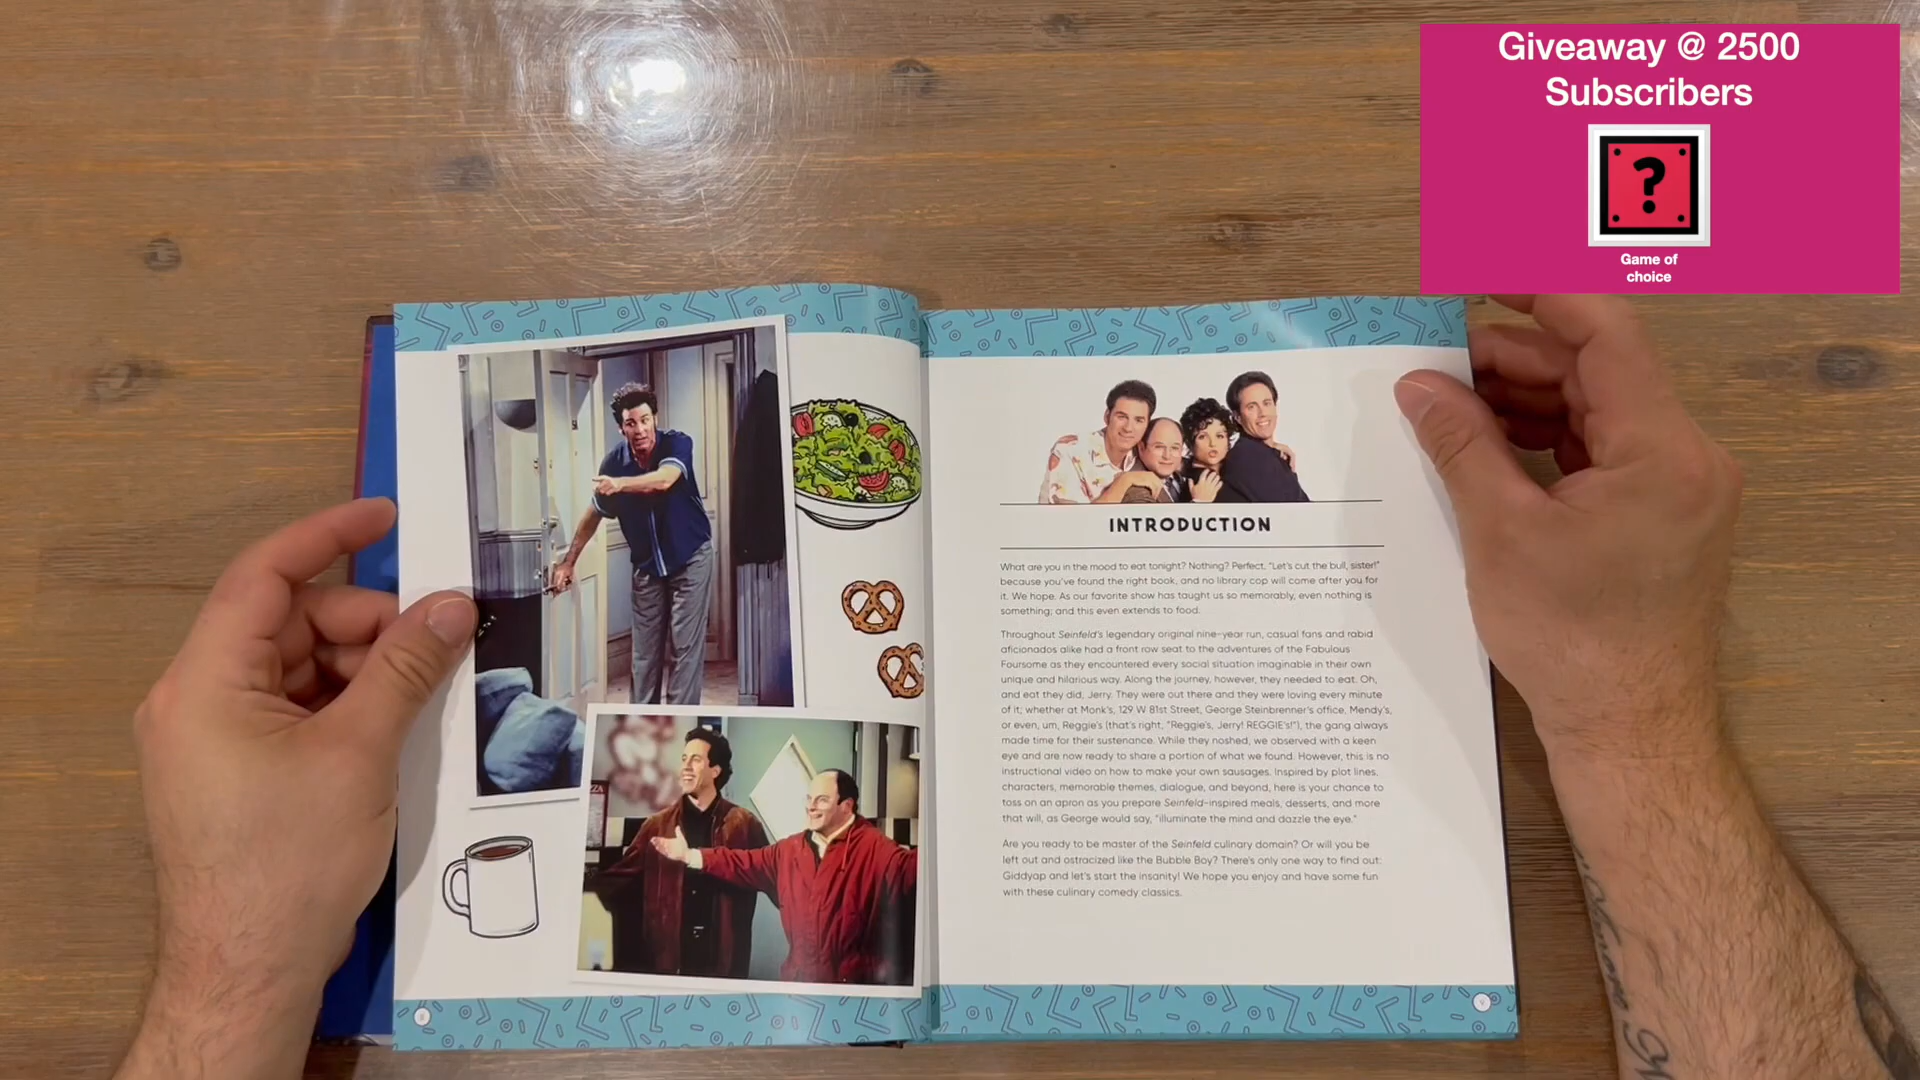 Giveaway @ 2500
Subscribers
?
Game of
choice
INTRODUCTION
What are you in the mood to eat tonight? Nothing? Perfect. "Let's cut the bull, sister!"
because you've found the right book, and no library cop will come after you for
it. We hope. As our favorite show has taught us so memorably, even nothing is
something; and this even extends to food.
Throughout Seinfeld's legendary original nine-year run, casual fans and rabid
aficionados alike had a front row seat to the adventures of the Fabulous
Foursome as they encountered every social situation imaginable in their own
unique and hilarious way. Along the journey, however, they needed to eat. Oh,
and eat they did, Jerry. They were out there and they were loving every minute
of it; whether at Monk's, 129 W 81st Street, George Steinbrenner's office, Mendy's,
or even, um, Reggie's (that's right, "Reggie's, Jerry! REGGIE's!"), the gang always
made time for their sustenance. While they noshed, we observed with a keen
eye and are now ready to share a portion of what we found. However, this is no
instructional video on how to make your own sausages. Inspired by plot lines,
characters, memorable themes, dialogue, and beyond, here is your chance to
toss on an apron as you prepare Seinfeld-inspired meals, desserts, and more
that will, as George would say, "illuminate the mind and dazzle the eye."
Are you ready to be master of the Seinfeld culinary domain? Or will you be
left out and ostracized like the Bubble Boy? There's only one way to find out:
Giddyap and let's start the insanity! We hope you enjoy and have some fun
with these culinary comedy classics.
8
9